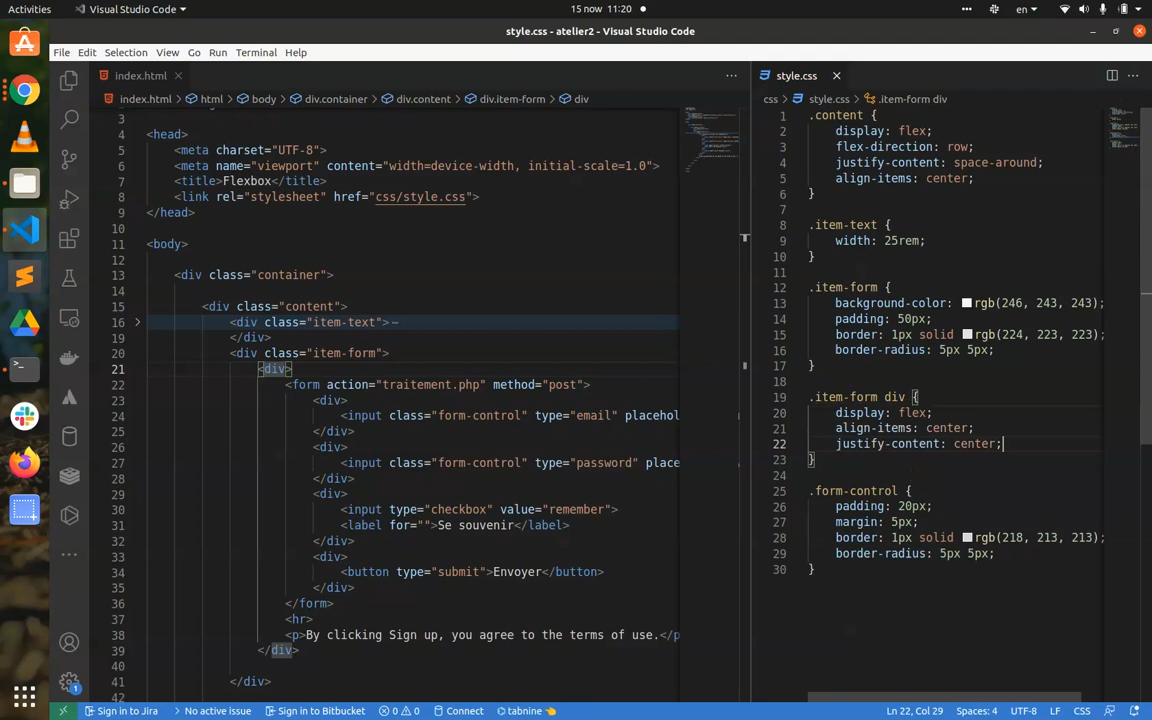 Activities
Visual Studio Code
15 now 11:20
en
style.css - atelier2 - Visual Studio Code
File Edit Selection View Go Run Terminal Help
index.html
index.html > html > body > div.container > div.content > div.item-form > div
3
4 <head>
5 <meta charset="UTF-8">
6 <meta name="viewport" content="width=device-width, initial-scale=1.0">
7 <title>Flexbox</title>
8 <link rel="stylesheet" href="css/style.css">
9 </head>
10
11 <body>
12
13 <div class="container">
14
15 <div class="content">
16 <div class="item-text">
19 </div>
20 <div class="item-form">
21 <div>
22 <form action="traitement.php" method="post">
23 <div>
24 <input class="form-control" type="email" placehol
25 </div>
26 <div>
27 <input class="form-control" type="password" place
28 </div>
29 <div>
30 <input type="checkbox" value="remember">
31 <label for="">Se souvenir</label>
32 </div>
33 <div>
34 <button type="submit">Envoyer</button>
35 </div>
36 </form>
37 <hr>
38 <p>By clicking Sign up, you agree to the terms of use.</p
39 </div>
40
41 </div>
42
style.css
css > style.css > .item-form div
1 .content {
2 display: flex;
3 flex-direction: row;
4 justify-content: space-around;
5 align-items: center;
6 }
7
8 .item-text {
9 width: 25rem;
10 }
11
12 .item-form {
13 background-color: rgb(246, 243, 243);
14 padding: 50px;
15 border: 1px solid rgb(224, 223, 223);
16 border-radius: 5px 5px;
17 }
18
19 .item-form div {
20 display: flex;
21 align-items: center;
22 justify-content: center;
23 }
24
25 .form-control {
26 padding: 20px;
27 margin: 5px;
28 border: 1px solid rgb(218, 213, 213);
29 border-radius: 5px 5px;
30 }
1
Sign in to Jira
No active issue
Sign in to Bitbucket
0 0
Connect
tabnine
Ln 22, Col 29
Spaces: 4
UTF-8
LF
CSS